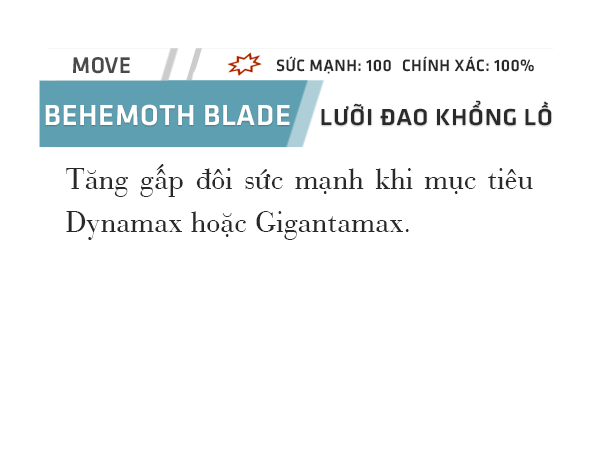 MOVE SỨC MẠNH: 100 CHÍNH XÁC: 100%
BEHEMOTH BLADE LƯỠI ĐAO KHỔNG LỒ
Tăng gấp đôi sức mạnh khi mục tiêu
Dynamax hoặc Gigantamax.